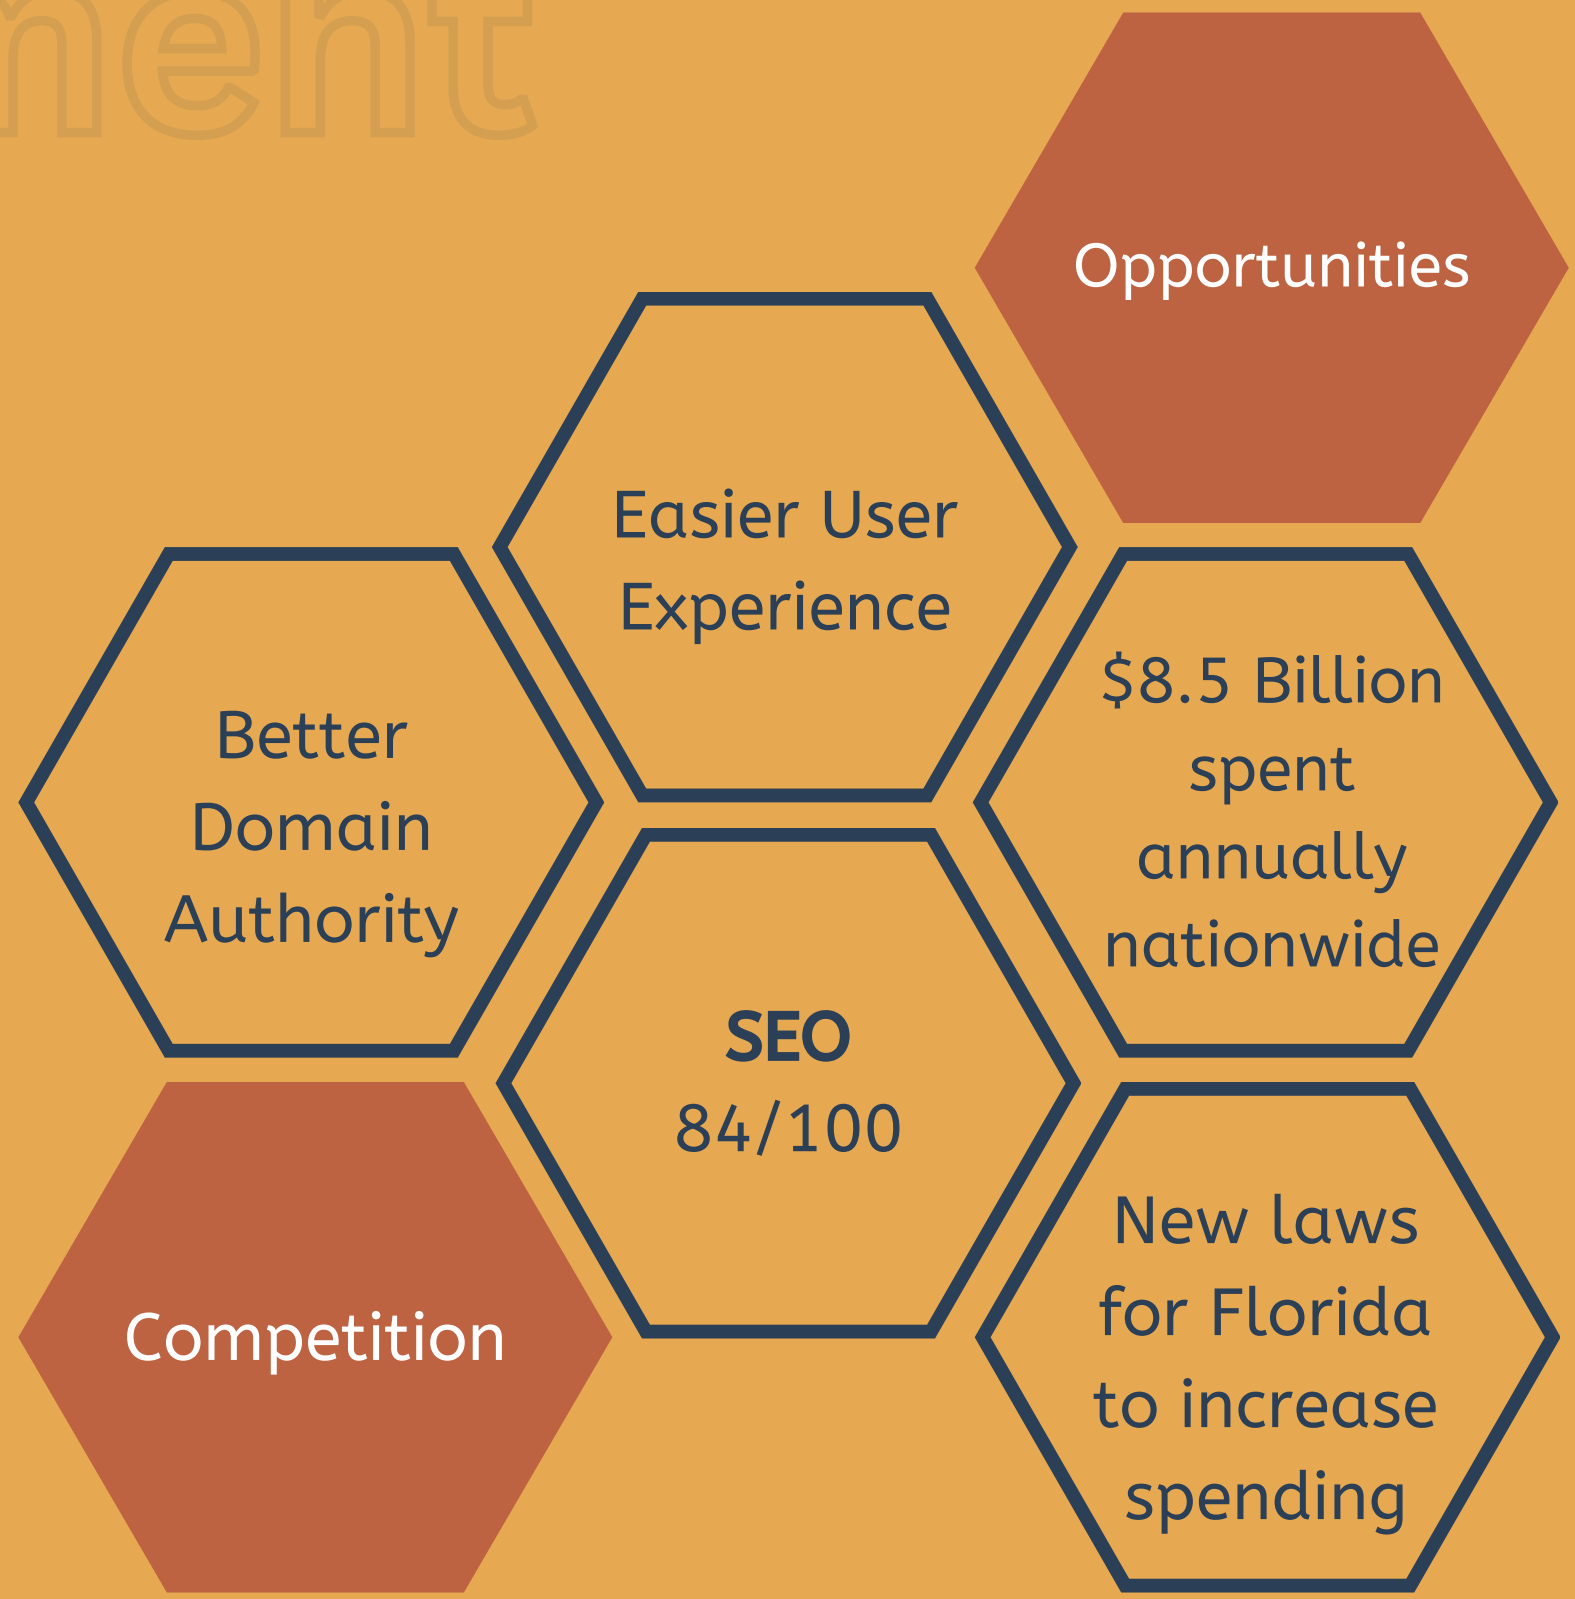 nent
Opportunities
Easier User
Experience
$8.5 Billion
spent
annually
nationwide
Better
Domain
Authority
SEO
84/100
New laws
for Florida
to increase
spending
Competition